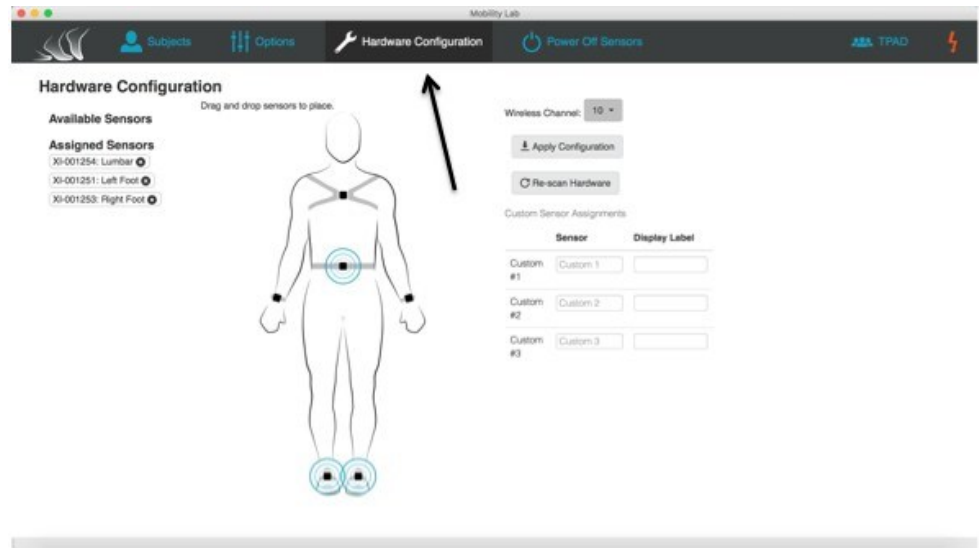 Mobility Lab
Subjects
Options
Hardware Configuration
Power Off Sensors
TPAD
Hardware Configuration
Drag and drop sensors to place.
Available Sensors
Assigned Sensors
XI-001254: Lumbar
XI-001251: Left Foot
XI-001253: Right Foot
Wireless Channel: 10
Apply Configuration
Re-scan Hardware
Custom Sensor Assignments
Sensor Display Label
Custom #1 Custom 1
Custom #2 Custom 2
Custom #3 Custom 3